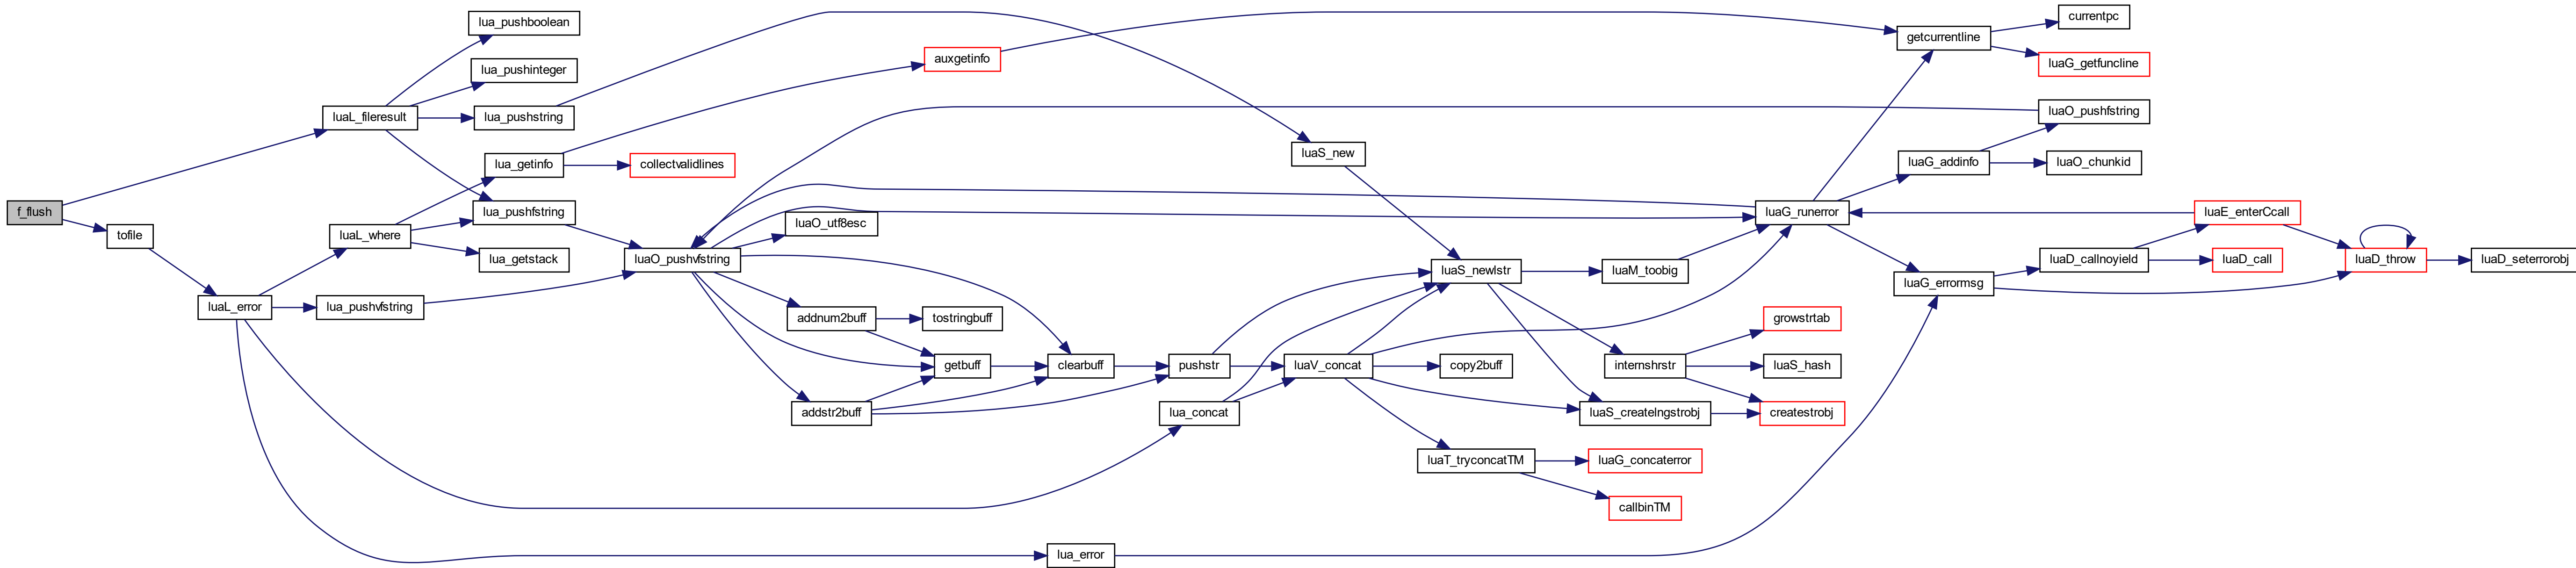 f_flush
luaL_fileresult
tofile
lua_pushboolean
lua_pushinteger
lua_pushstring
lua_getinfo
lua_pushfstring
luaL_where
lua_getstack
luaL_error
lua_pushvfstring
auxgetinfo
collectvalidlines
luaO_utf8esc
luaO_pushvfstring
addnum2buff
tostringbuff
getbuff
clearbuff
pushstr
addstr2buff
lua_concat
lua_error
luaS_new
luaS_newlstr
luaV_concat
copy2buff
luaT_tryconcatTM
luaG_concaterror
callbinTM
luaM_toobig
internshrstr
luaS_createlngstrobj
growstrtab
luaS_hash
createstrobj
luaG_runerror
getcurrentline
currentpc
luaG_getfuncline
luaO_pushfstring
luaG_addinfo
luaO_chunkid
luaE_enterCcall
luaD_callnoyield
luaD_call
luaG_errormsg
luaD_throw
luaD_seterrorobj